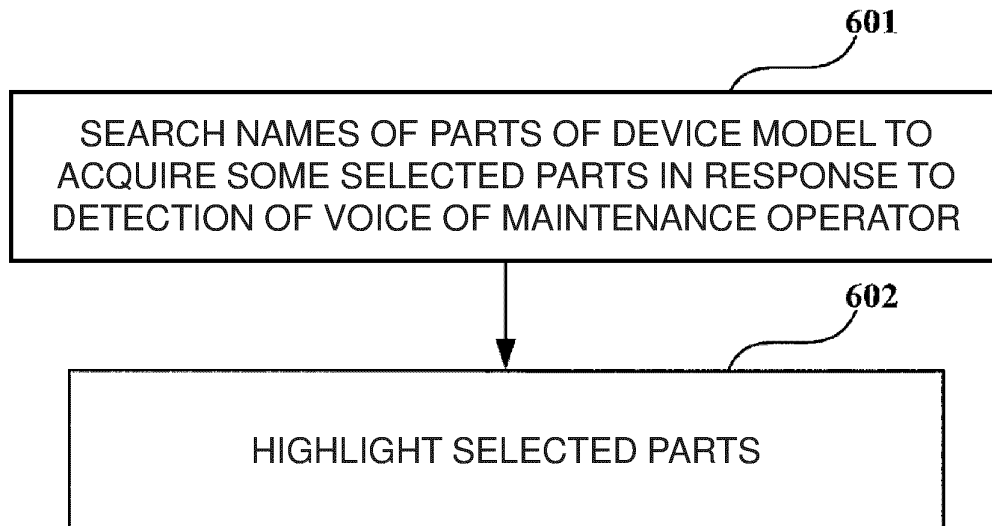 601
SEARCH NAMES OF PARTS OF DEVICE MODEL TO
ACQUIRE SOME SELECTED PARTS IN RESPONSE TO
DETECTION OF VOICE OF MAINTENANCE OPERATOR
602
HIGHLIGHT SELECTED PARTS